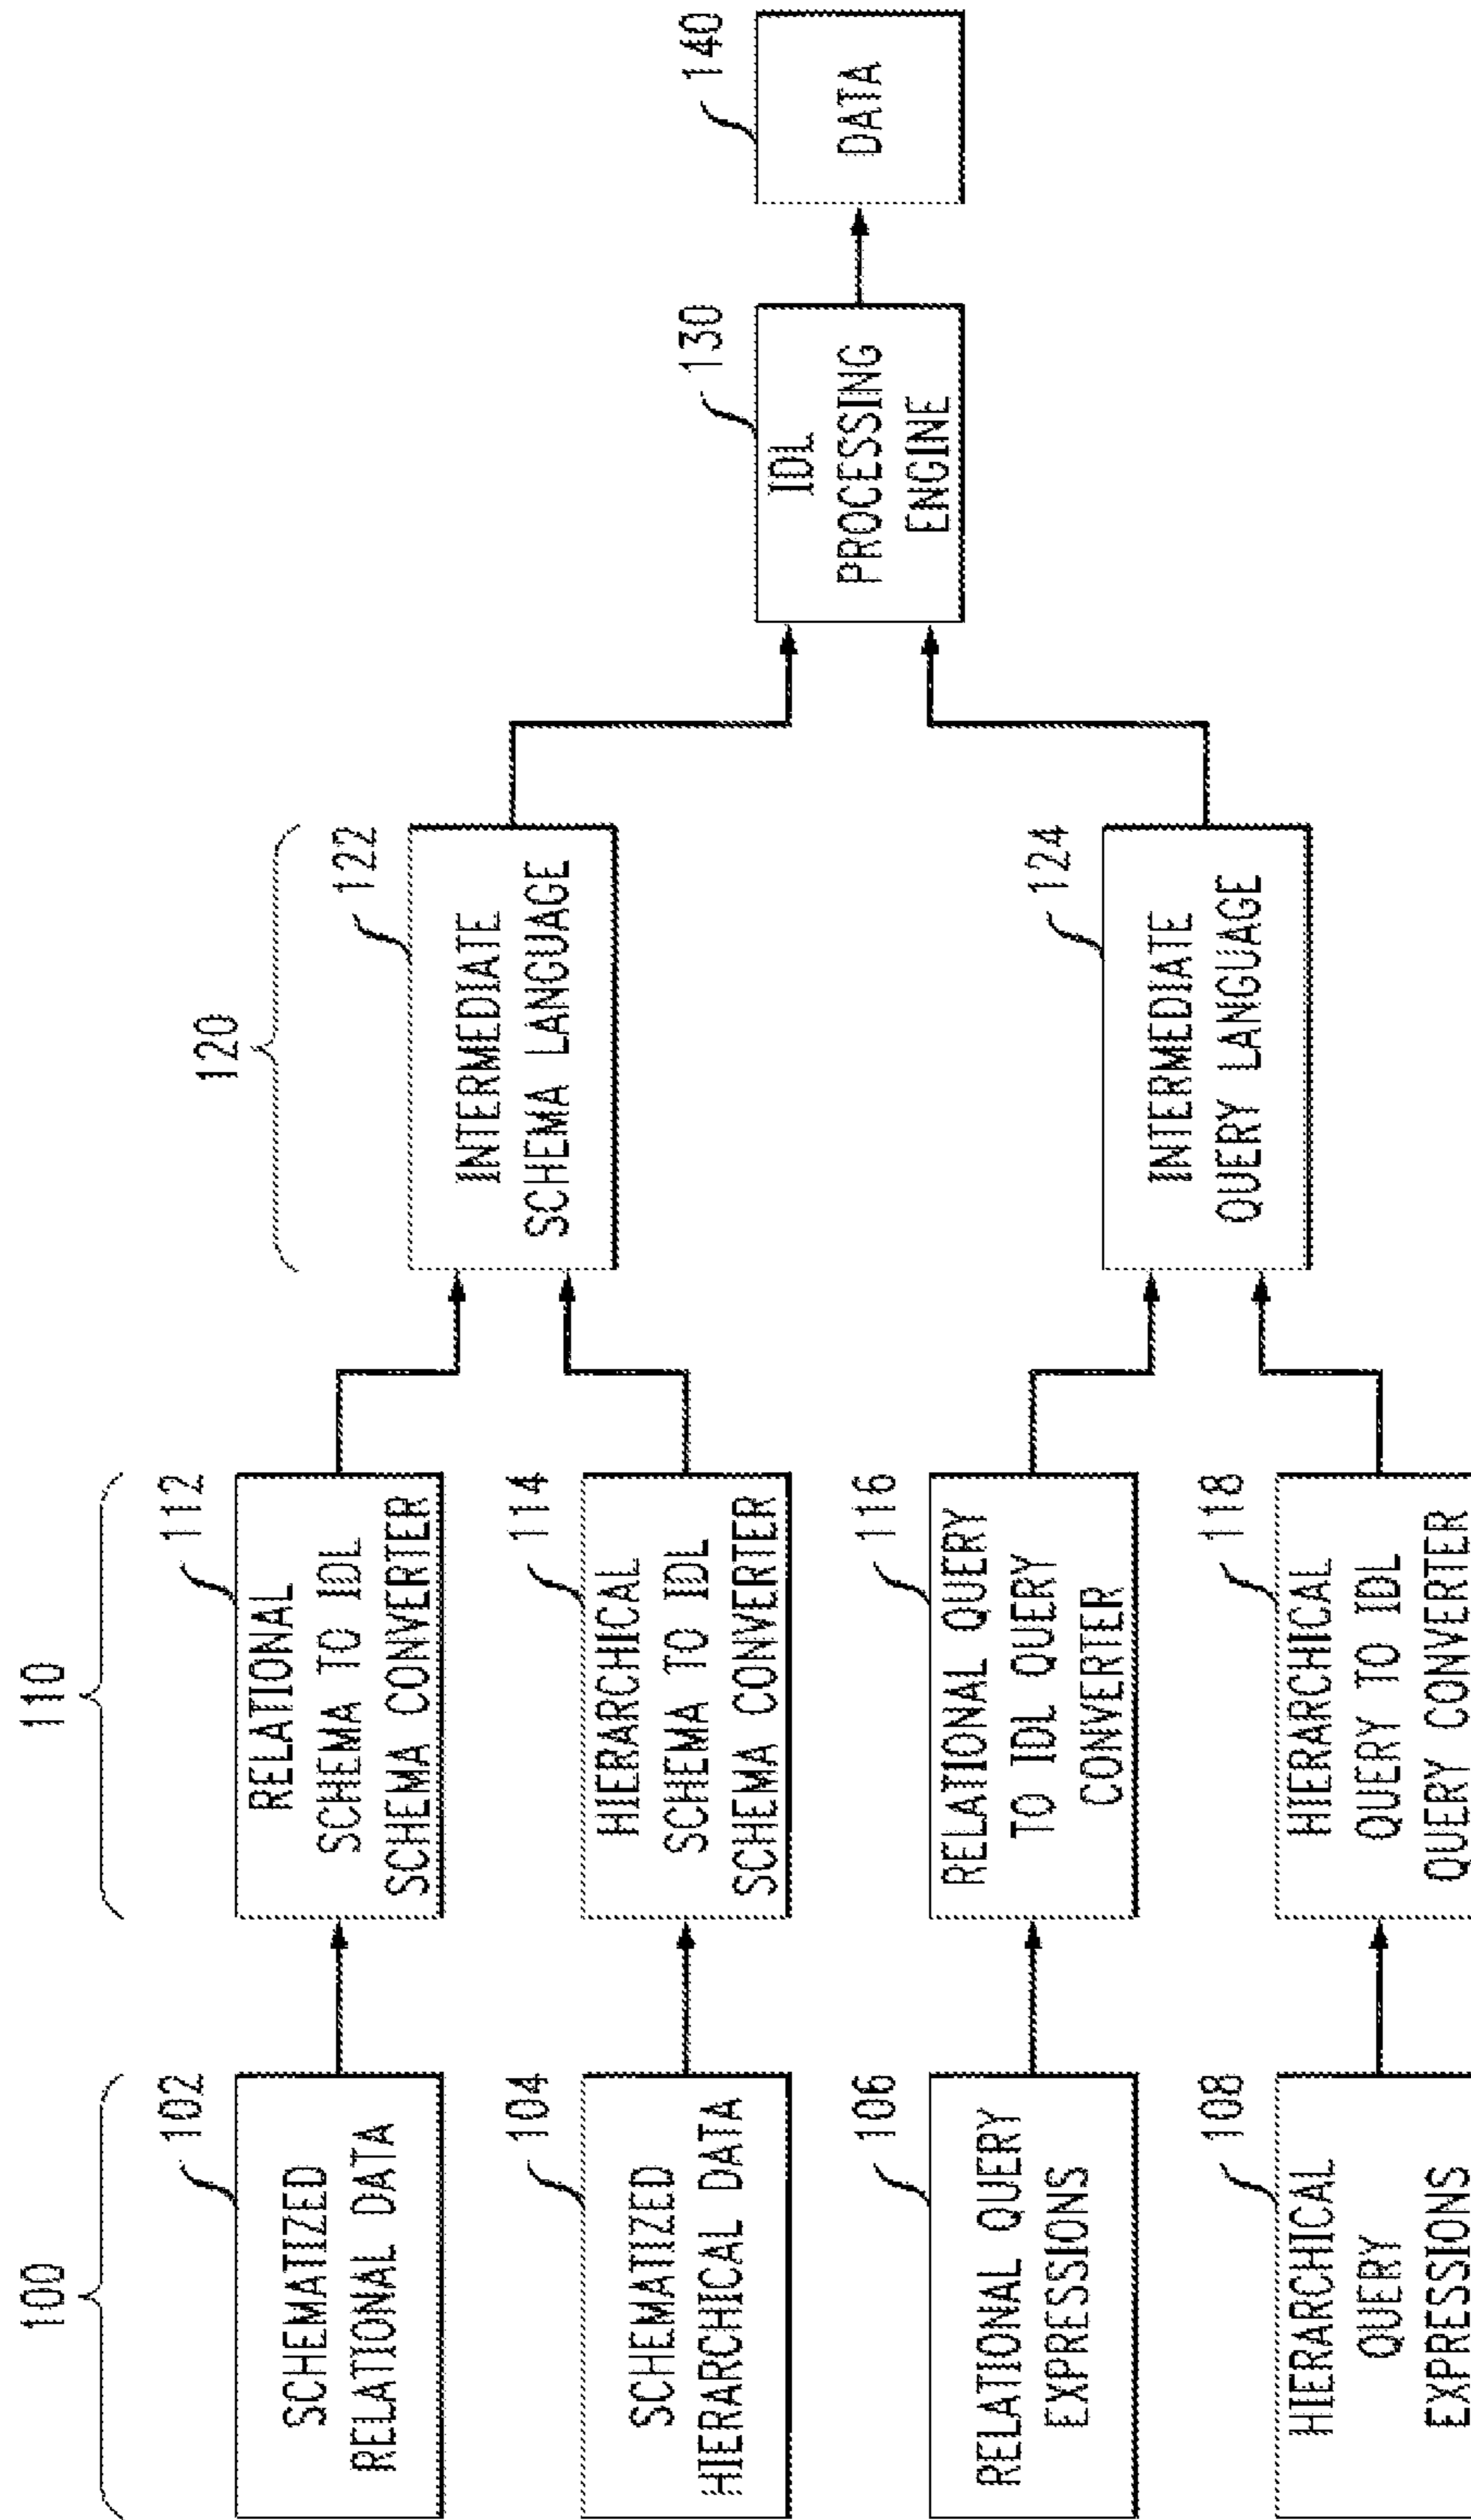 100
102
SCHEMATIZED
RELATIONAL DATA
104
SCHEMATIZED
HIERARCHICAL DATA
106
RELATIONAL QUERY
EXPRESSIONS
108
HIERARCHICAL
QUERY
EXPRESSIONS
110
112
RELATIONAL
SCHEMA TO IDL
SCHEMA CONVERTER
114
HIERARCHICAL
SCHEMA TO IDL
SCHEMA CONVERTER
116
RELATIONAL QUERY
TO IDL QUERY
CONVERTER
118
HIERARCHICAL
QUERY TO IDL
QUERY CONVERTER
120
122
INTERMEDIATE
SCHEMA LANGUAGE
124
INTERMEDIATE
QUERY LANGUAGE
130
IDL
PROCESSING
ENGINE
140
DATA